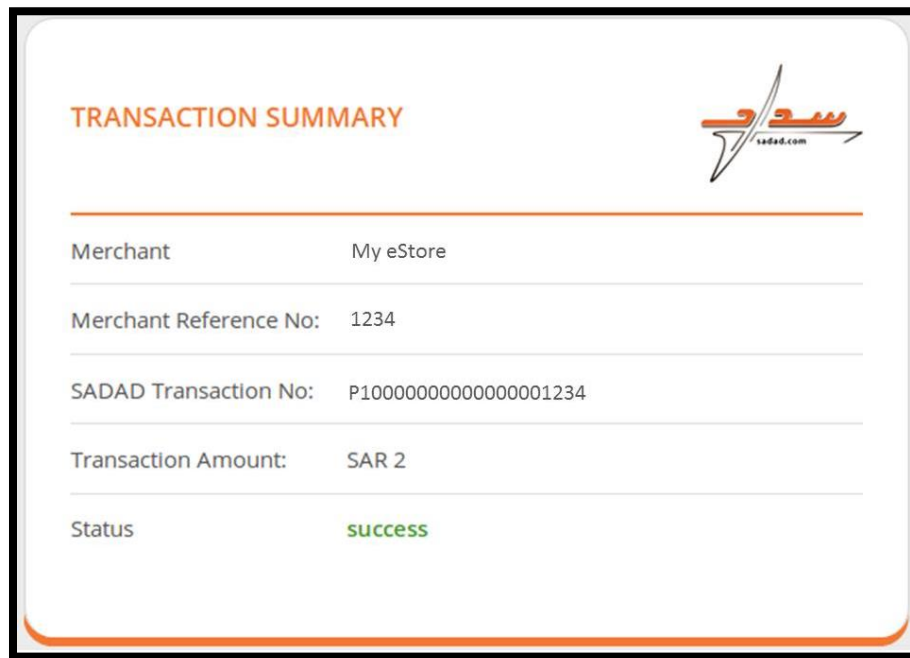 TRANSACTION SUMMARY
سداد
sadad.com
Merchant My eStore
Merchant Reference No: 1234
SADAD Transaction No: P10000000000000001234
Transaction Amount: SAR 2
Status success